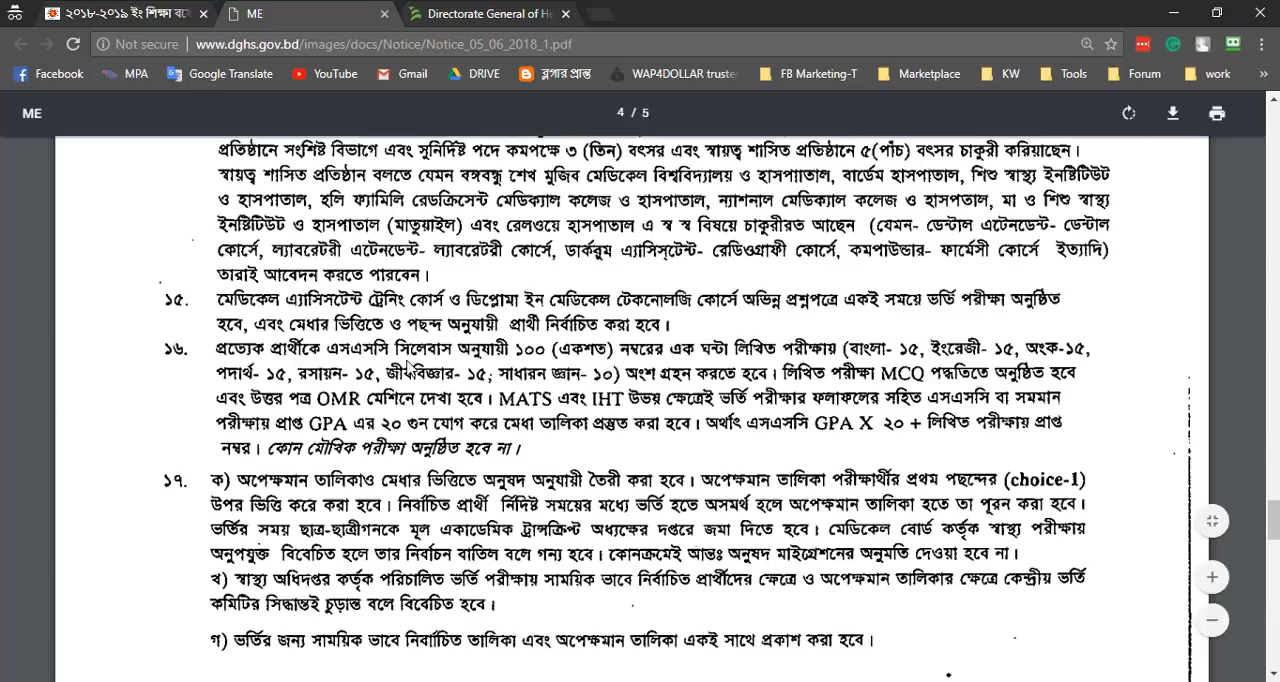 ২০১৮-২০১৯ ইং শিক্ষা বর্ষে
ME
Directorate General of He
Not secure | www.dghs.gov.bd/images/docs/Notice/Notice_05_06_2018_1.pdf
Facebook MPA Google Translate YouTube Gmail DRIVE ব্লগার প্রান্ত WAP4DOLLAR truste FB Marketing-T Marketplace KW Tools Forum work »
ME 4 / 5
প্রতিষ্ঠানে সংশিষ্ট বিভাগে এবং সুনির্দিষ্ট পদে কমপক্ষে ৩ (তিন) বৎসর এবং স্বায়ত্ব শাসিত প্রতিষ্ঠানে ৫(পাঁচ) বৎসর চাকুরী করিয়াছেন।
স্বায়ত্ব শাসিত প্রতিষ্ঠান বলতে যেমন বঙ্গবন্ধু শেখ মুজিব মেডিকেল বিশ্ববিদ্যালয় ও হাসপাতাল, বার্ডেম হাসপাতাল, শিশু স্বাস্থ্য ইনষ্টিটিউট
ও হাসপাতাল, হলি ফ্যামিলি রেডক্রিসেন্ট মেডিক্যাল কলেজ ও হাসপাতাল, ন্যাশনাল মেডিক্যাল কলেজ ও হাসপতাল, মা ও শিশু স্বাস্থ্য
ইনষ্টিটিউট ও হাসপাতাল (মাতুয়াইল) এবং রেলওয়ে হাসপাতাল এ স্ব স্ব বিষয়ে চাকুরীরত আছেন (যেমন- ডেন্টাল এটেনডেন্ট- ডেন্টাল
কোর্সে, ল্যাবরেটরী এটেনডেন্ট- ল্যাবরেটরী কোর্সে, ডার্করুম এ্যাসিস্টেন্ট- রেডিওগ্রাফী কোর্সে, কমপাউন্ডার- ফার্মেসী কোর্সে ইত্যাদি)
তারাই আবেদন করতে পারবেন।
১৫. মেডিকেল এ্যাসিসটেন্ট ট্রেনিং কোর্স ও ডিপ্লোমা ইন মেডিকেল টেকনোলজি কোর্সে অভিন্ন প্রশ্নপত্রে একই সময়ে ভর্তি পরীক্ষা অনুষ্ঠিত
হবে, এবং মেধার ভিত্তিতে ও পছন্দ অনুযায়ী প্রার্থী নির্বাচিত করা হবে।
১৬. প্রত্যেক প্রার্থীকে এসএসসি সিলেবাস অনুযায়ী ১০০ (একশত) নম্বরের এক ঘন্টা লিখিত পরীক্ষায় (বাংলা- ১৫, ইংরেজী- ১৫, অংক-১৫,
পদার্থ- ১৫, রসায়ন- ১৫, জীববিজ্ঞার- ১৫; সাধারন জ্ঞান- ১০) অংশ গ্রহন করতে হবে। লিখিত পরীক্ষা MCQ পদ্ধতিতে অনুষ্ঠিত হবে
এবং উত্তর পত্র OMR মেশিনে দেখা হবে। MATS এবং IHT উভয় ক্ষেত্রেই ভর্তি পরীক্ষার ফলাফলের সহিত এসএসসি বা সমমান
পরীক্ষায় প্রাপ্ত GPA এর ২০ গুন যোগ করে মেধা তালিকা প্রস্তুত করা হবে। অর্থাৎ এসএসসি GPA X ২০ + লিখিত পরীক্ষায় প্রাপ্ত
নম্বর। কোন মৌখিক পরীক্ষা অনুষ্ঠিত হবে না।
১৭. ক) অপেক্ষমান তালিকাও মেধার ভিত্তিতে অনুষদ অনুযায়ী তৈরী করা হবে। অপেক্ষমান তালিকা পরীক্ষার্থীর প্রথম পছন্দের (choice-1)
উপর ভিত্তি করে করা হবে। নির্বাচিত প্রার্থী র্নিদিষ্ট সময়ের মধ্যে ভর্তি হতে অসমর্থ হলে অপেক্ষমান তালিকা হতে তা পূরন করা হবে।
ভর্তির সময় ছাত্র-ছাত্রীগনকে মূল একাডেমিক ট্রান্সক্রিপ্ট অধ্যক্ষের দপ্তরে জমা দিতে হবে। মেডিকেল বোর্ড কর্তৃক স্বাস্থ্য পরীক্ষায়
অনুপযুক্ত বিবেচিত হলে তার নির্বাচন বাতিল বলে গন্য হবে। কোনক্রমেই আন্তঃ অনুষদ মাইগ্রেশনের অনুমতি দেওয়া হবে না।
খ) স্বাস্থ্য অধিদপ্তর কর্তৃক পরিচালিত ভর্তি পরীক্ষায় সাময়িক ভাবে নির্বাচিত প্রার্থীদের ক্ষেত্রে ও অপেক্ষমান তালিকার ক্ষেত্রে কেন্দ্রীয় ভর্তি
কমিটির সিদ্ধান্তই চুড়ান্ত বলে বিবেচিত হবে।
গ) ভর্তির জন্য সাময়িক ভাবে নির্বাচিত তালিকা এবং অপেক্ষমান তালিকা একই সাথে প্রকাশ করা হবে।